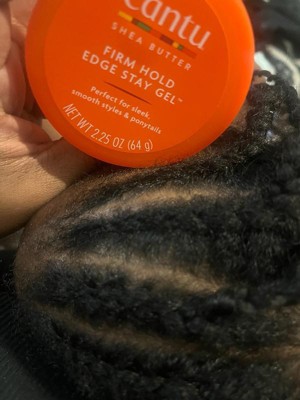 Cantu
SHEA BUTTER
FIRM HOLD
EDGE STAY GEL™
Perfect for sleek,
smooth styles & ponytails
NET WT 2.25 OZ (64 g)